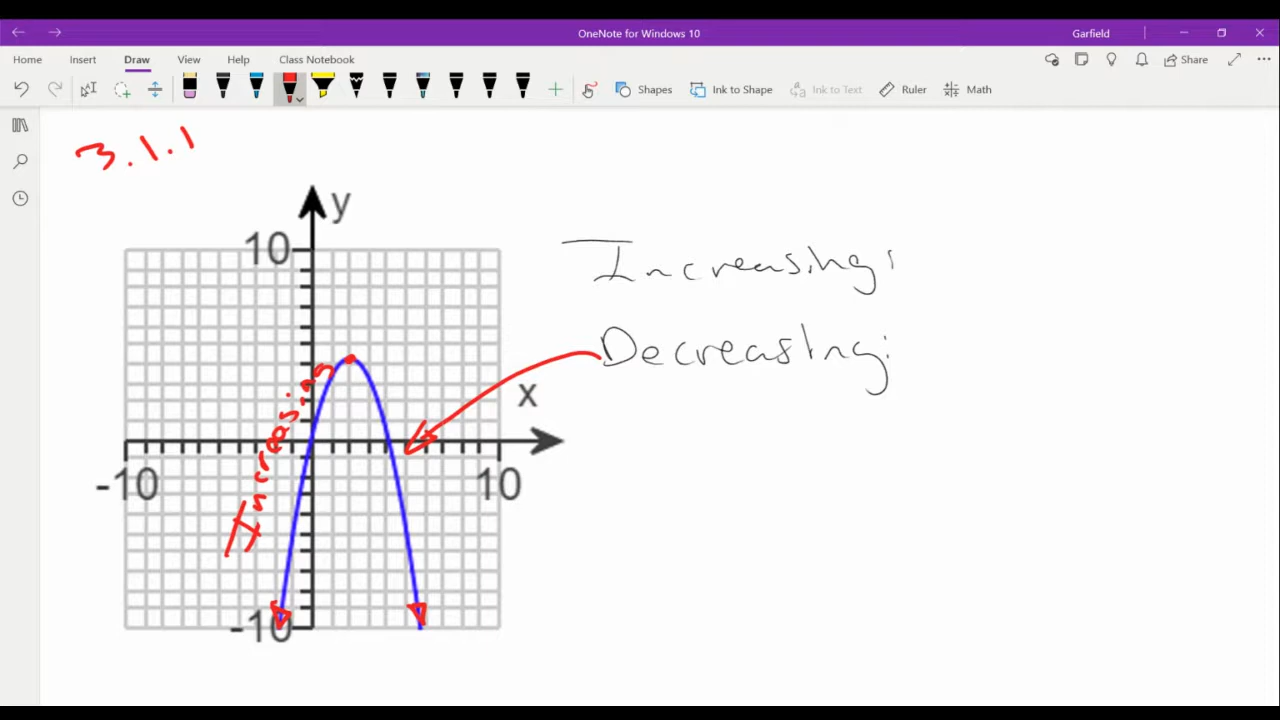 OneNote for Windows 10
Garfield
Home Insert Draw View Help Class Notebook
Share
Shapes Ink to Shape Ink to Text Ruler Math
3.1.1
y
10
Increasing:
Decreasing:
Increasing
x
-10
10
-10